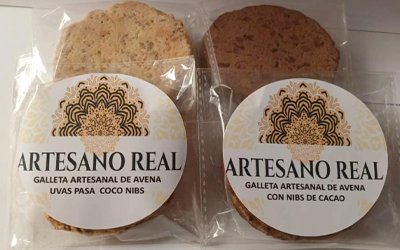 ARTESANO REAL
GALLETA ARTESANAL DE AVENA
UVAS PASA COCO NIBS
ARTESANO REAL
GALLETA ARTESANAL DE AVENA
CON NIBS DE CACAO